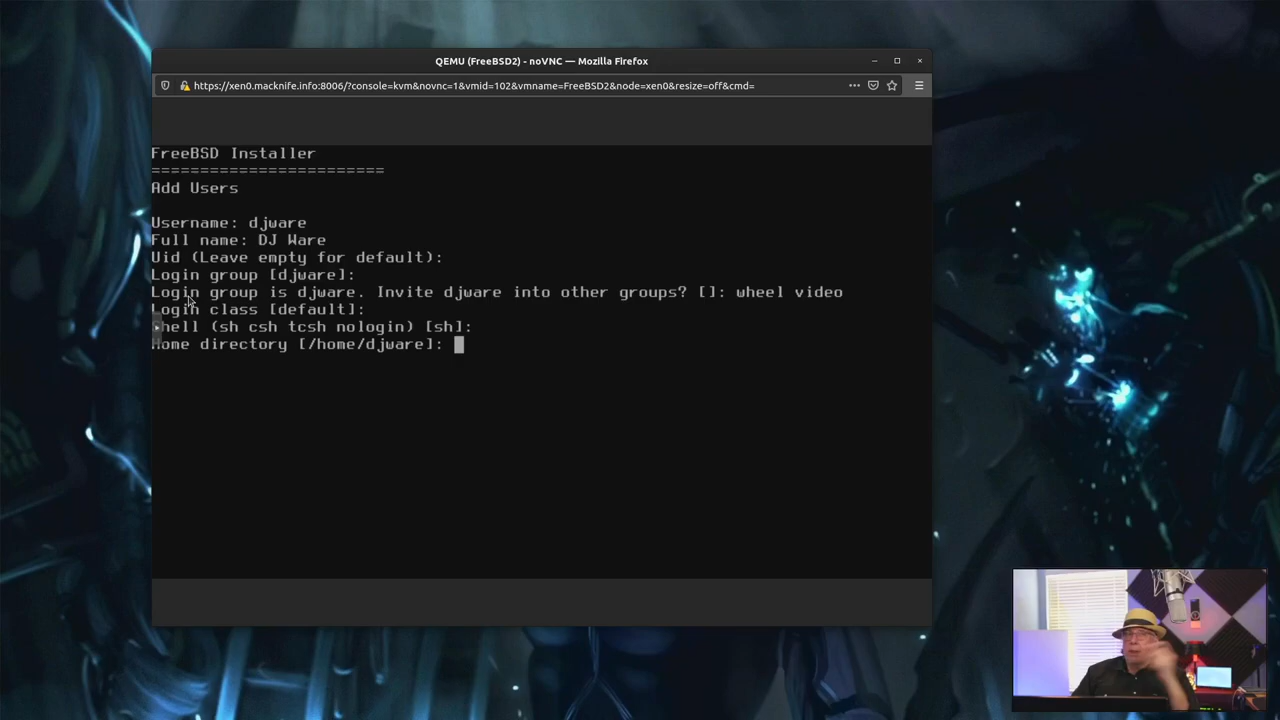 QEMU (FreeBSD2) - noVNC — Mozilla Firefox
https://xen0.macknife.info:8006/?console=kvm&novnc=1&vmid=102&vmname=FreeBSD2&node=xen0&resize=off&cmd=
FreeBSD Installer
========================
Add Users
Username: djware
Full name: DJ Ware
Uid (Leave empty for default):
Login group [djware]:
Login group is djware. Invite djware into other groups? []: wheel video
Login class [default]:
Shell (sh csh tcsh nologin) [sh]:
Home directory [/home/djware]: